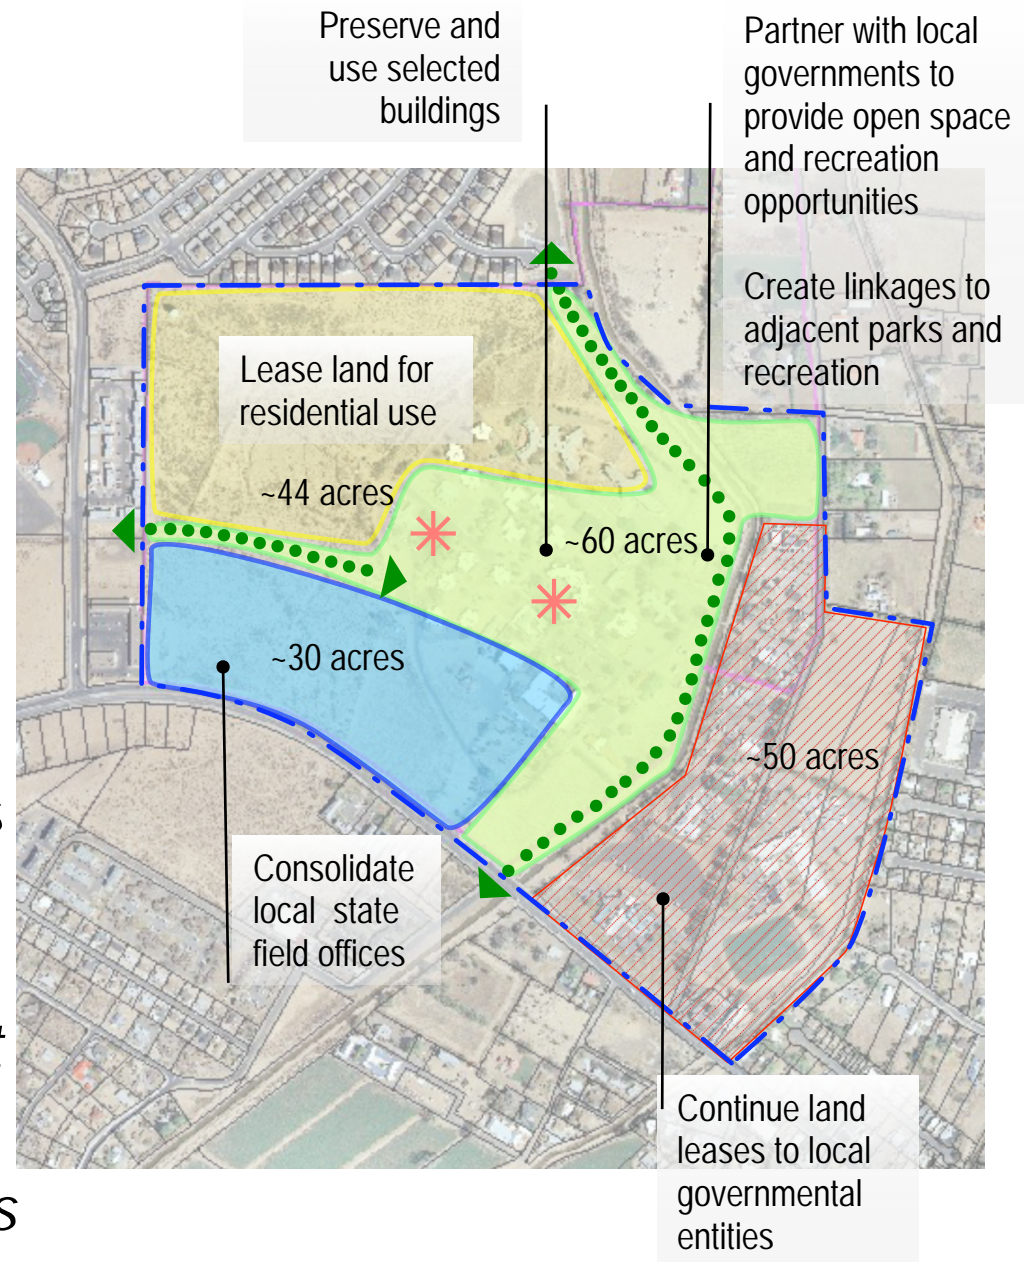 Preserve and
use selected
buildings
Partner with local
governments to
provide open space
and recreation
opportunities
Create linkages to
adjacent parks and
recreation
Lease land for
residential use
~44 acres
~60 acres
~30 acres
~50 acres
Consolidate
local state
field offices
Continue land
leases to local
governmental
entities
s